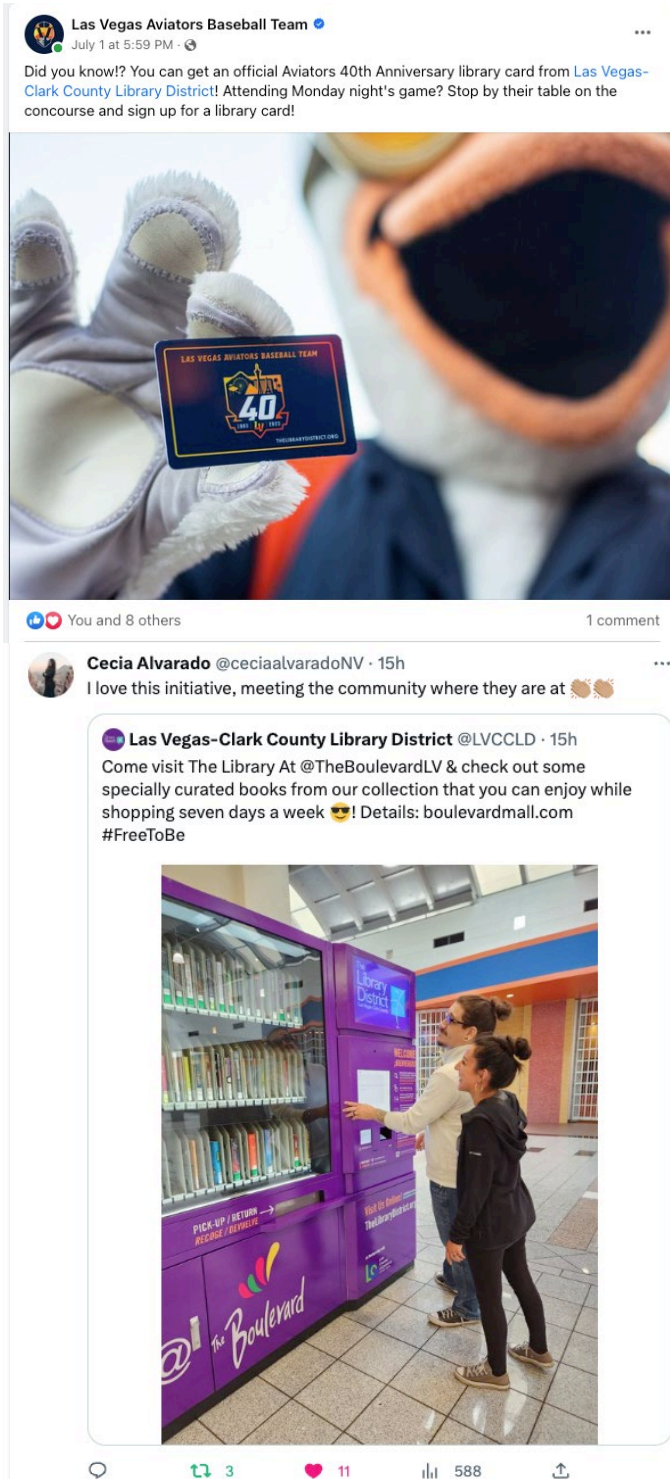 Las Vegas Aviators Baseball Team
July 1 at 5:59 PM ·
Did you know!? You can get an official Aviators 40th Anniversary library card from Las Vegas-
Clark County Library District! Attending Monday night's game? Stop by their table on the
concourse and sign up for a library card!
LAS VEGAS AVIATORS BASEBALL TEAM
40
THELIBRARYDISTRICT.ORG
You and 8 others
1 comment
Cecia Alvarado @ceciaalvaradoNV · 15h
I love this initiative, meeting the community where they are at 👏🏽👏🏽
Las Vegas-Clark County Library District @LVCCLD · 15h
Come visit The Library At @TheBoulevardLV & check out some
specially curated books from our collection that you can enjoy while
shopping seven days a week 😎! Details: boulevardmall.com
#FreeToBe
The
Library
District
WELCOME
PICK-UP / RETURN
RECOGE / DEVUELVE
Visit Us Online!
TheLibraryDistrict.org
@ The Boulevard
3
11
588